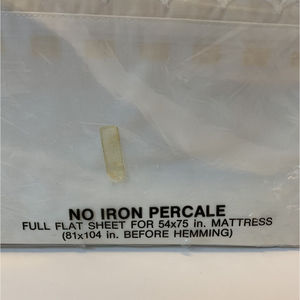 NO IRON PERCALE
FULL FLAT SHEET FOR 54x75 in. MATTRESS
(81x104 in. BEFORE HEMMING)